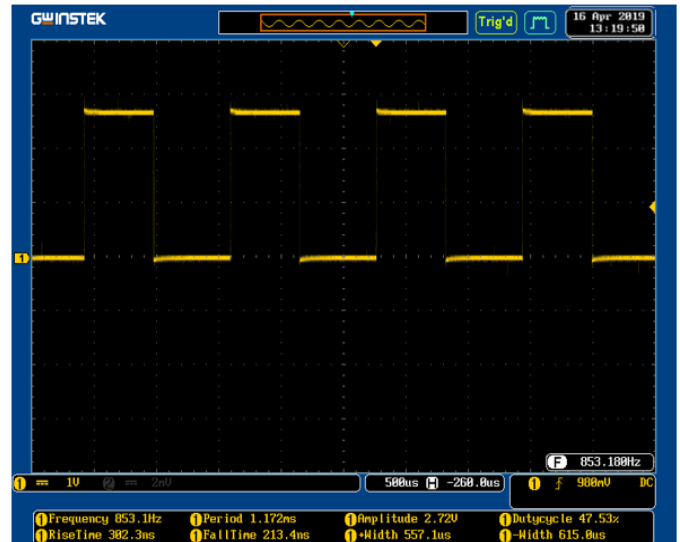 GWINSTEK Trig'd 16 Apr 2019
13:19:50
1
F 853.180Hz
1 1V 2 2mV 500us H -260.0us 1 980mV DC
1 Frequency 853.1Hz 1 Period 1.172ms 1 Amplitude 2.72V 1 Dutycycle 47.53%
1 RiseTime 302.3ns 1 FallTime 213.4ns 1 +Width 557.1us 1 -Width 615.0us